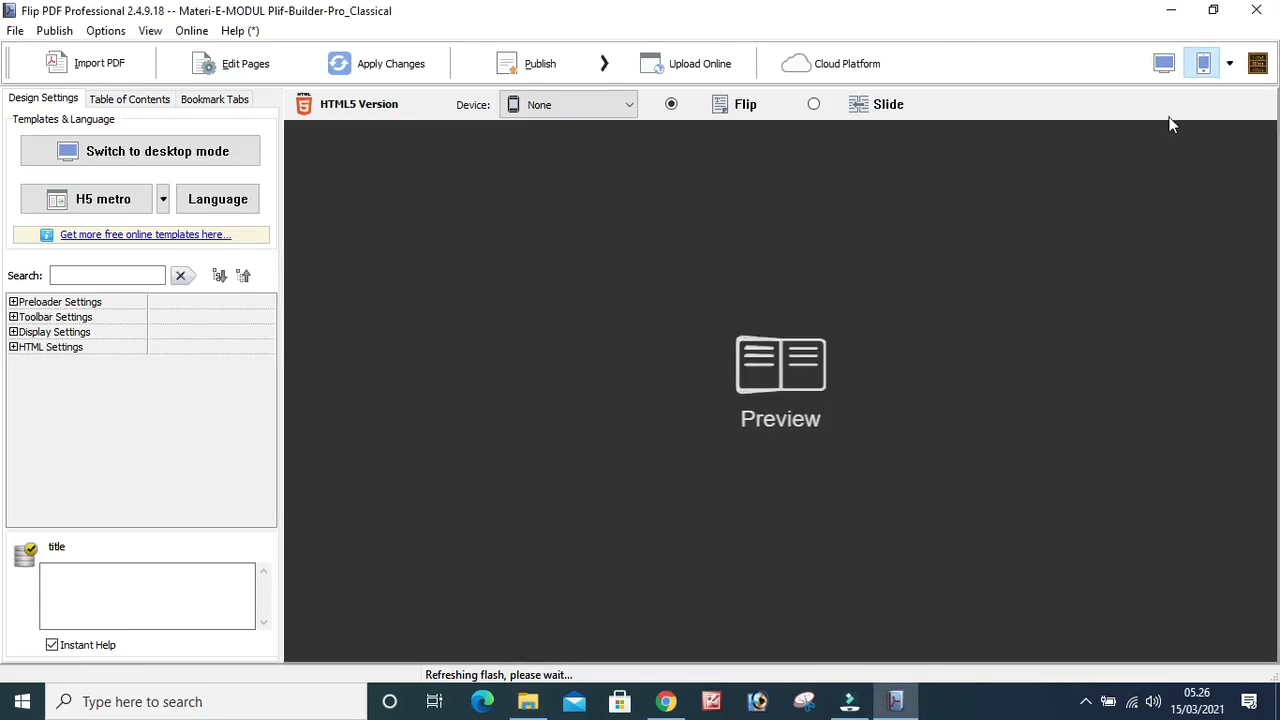 Flip PDF Professional 2.4.9.18 -- Materi-E-MODUL Plif-Builder-Pro_Classical
File Publish Options View Online Help (*)
Import PDF Edit Pages Apply Changes Publish Upload Online Cloud Platform
Design Settings Table of Contents Bookmark Tabs
HTML5 Version Device: None Flip Slide
Templates & Language
Switch to desktop mode
H5 metro Language
Get more free online templates here...
Search:
Preloader Settings
Toolbar Settings
Display Settings
HTML Settings
Preview
title
Instant Help
Refreshing flash, please wait...
Type here to search
05.26
15/03/2021